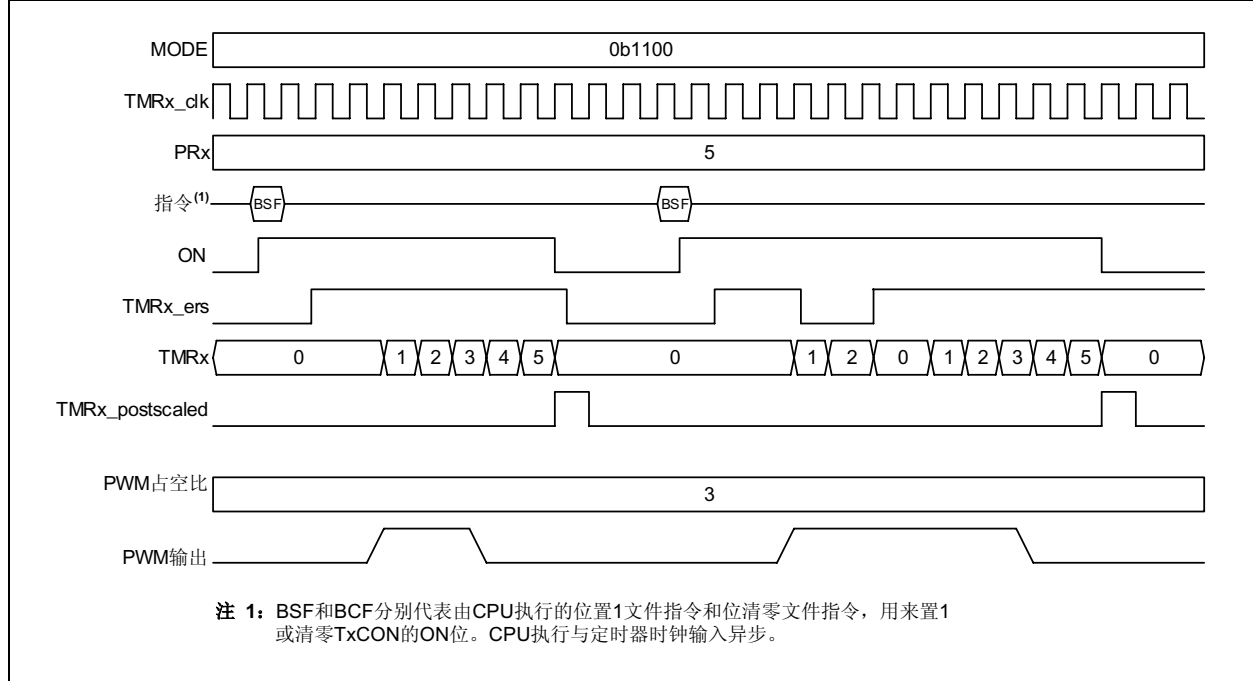 MODE 0b1100
TMRx_clk
PRx 5
指令(1) BSF BSF
ON
TMRx_ers
TMRx 0 1 2 3 4 5 0 1 2 0 1 2 3 4 5 0
TMRx_postscaled
PWM占空比 3
PWM输出
注 1: BSF和BCF分别代表由CPU执行的位置1文件指令和位清零文件指令,用来置1
或清零TxCON的ON位。CPU执行与定时器时钟输入异步。